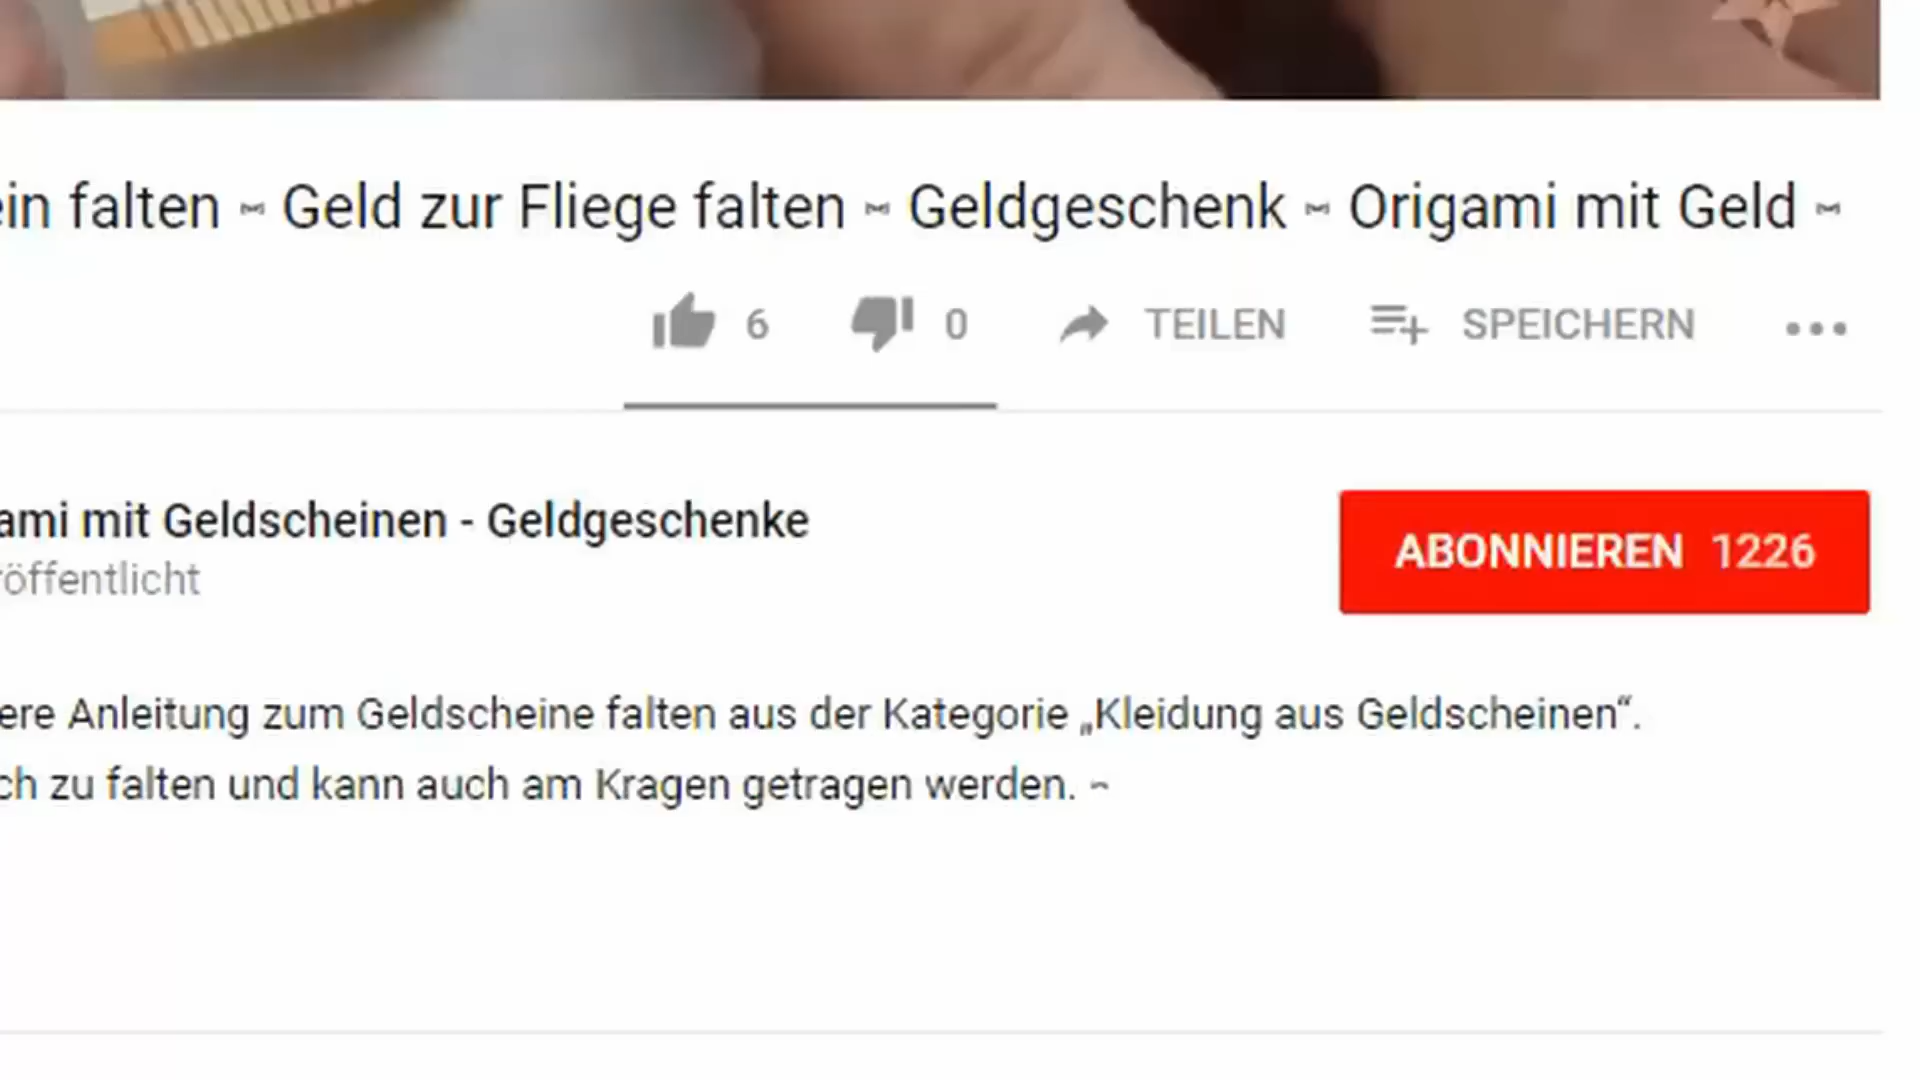 in falten ⑅ Geld zur Fliege falten ⑅ Geldgeschenk ⑅ Origami mit Geld ⑅
6 0 TEILEN SPEICHERN
ami mit Geldscheinen - Geldgeschenke
ABONNIEREN 1226
öffentlicht
ere Anleitung zum Geldscheine falten aus der Kategorie „Kleidung aus Geldscheinen“.
ch zu falten und kann auch am Kragen getragen werden. ~